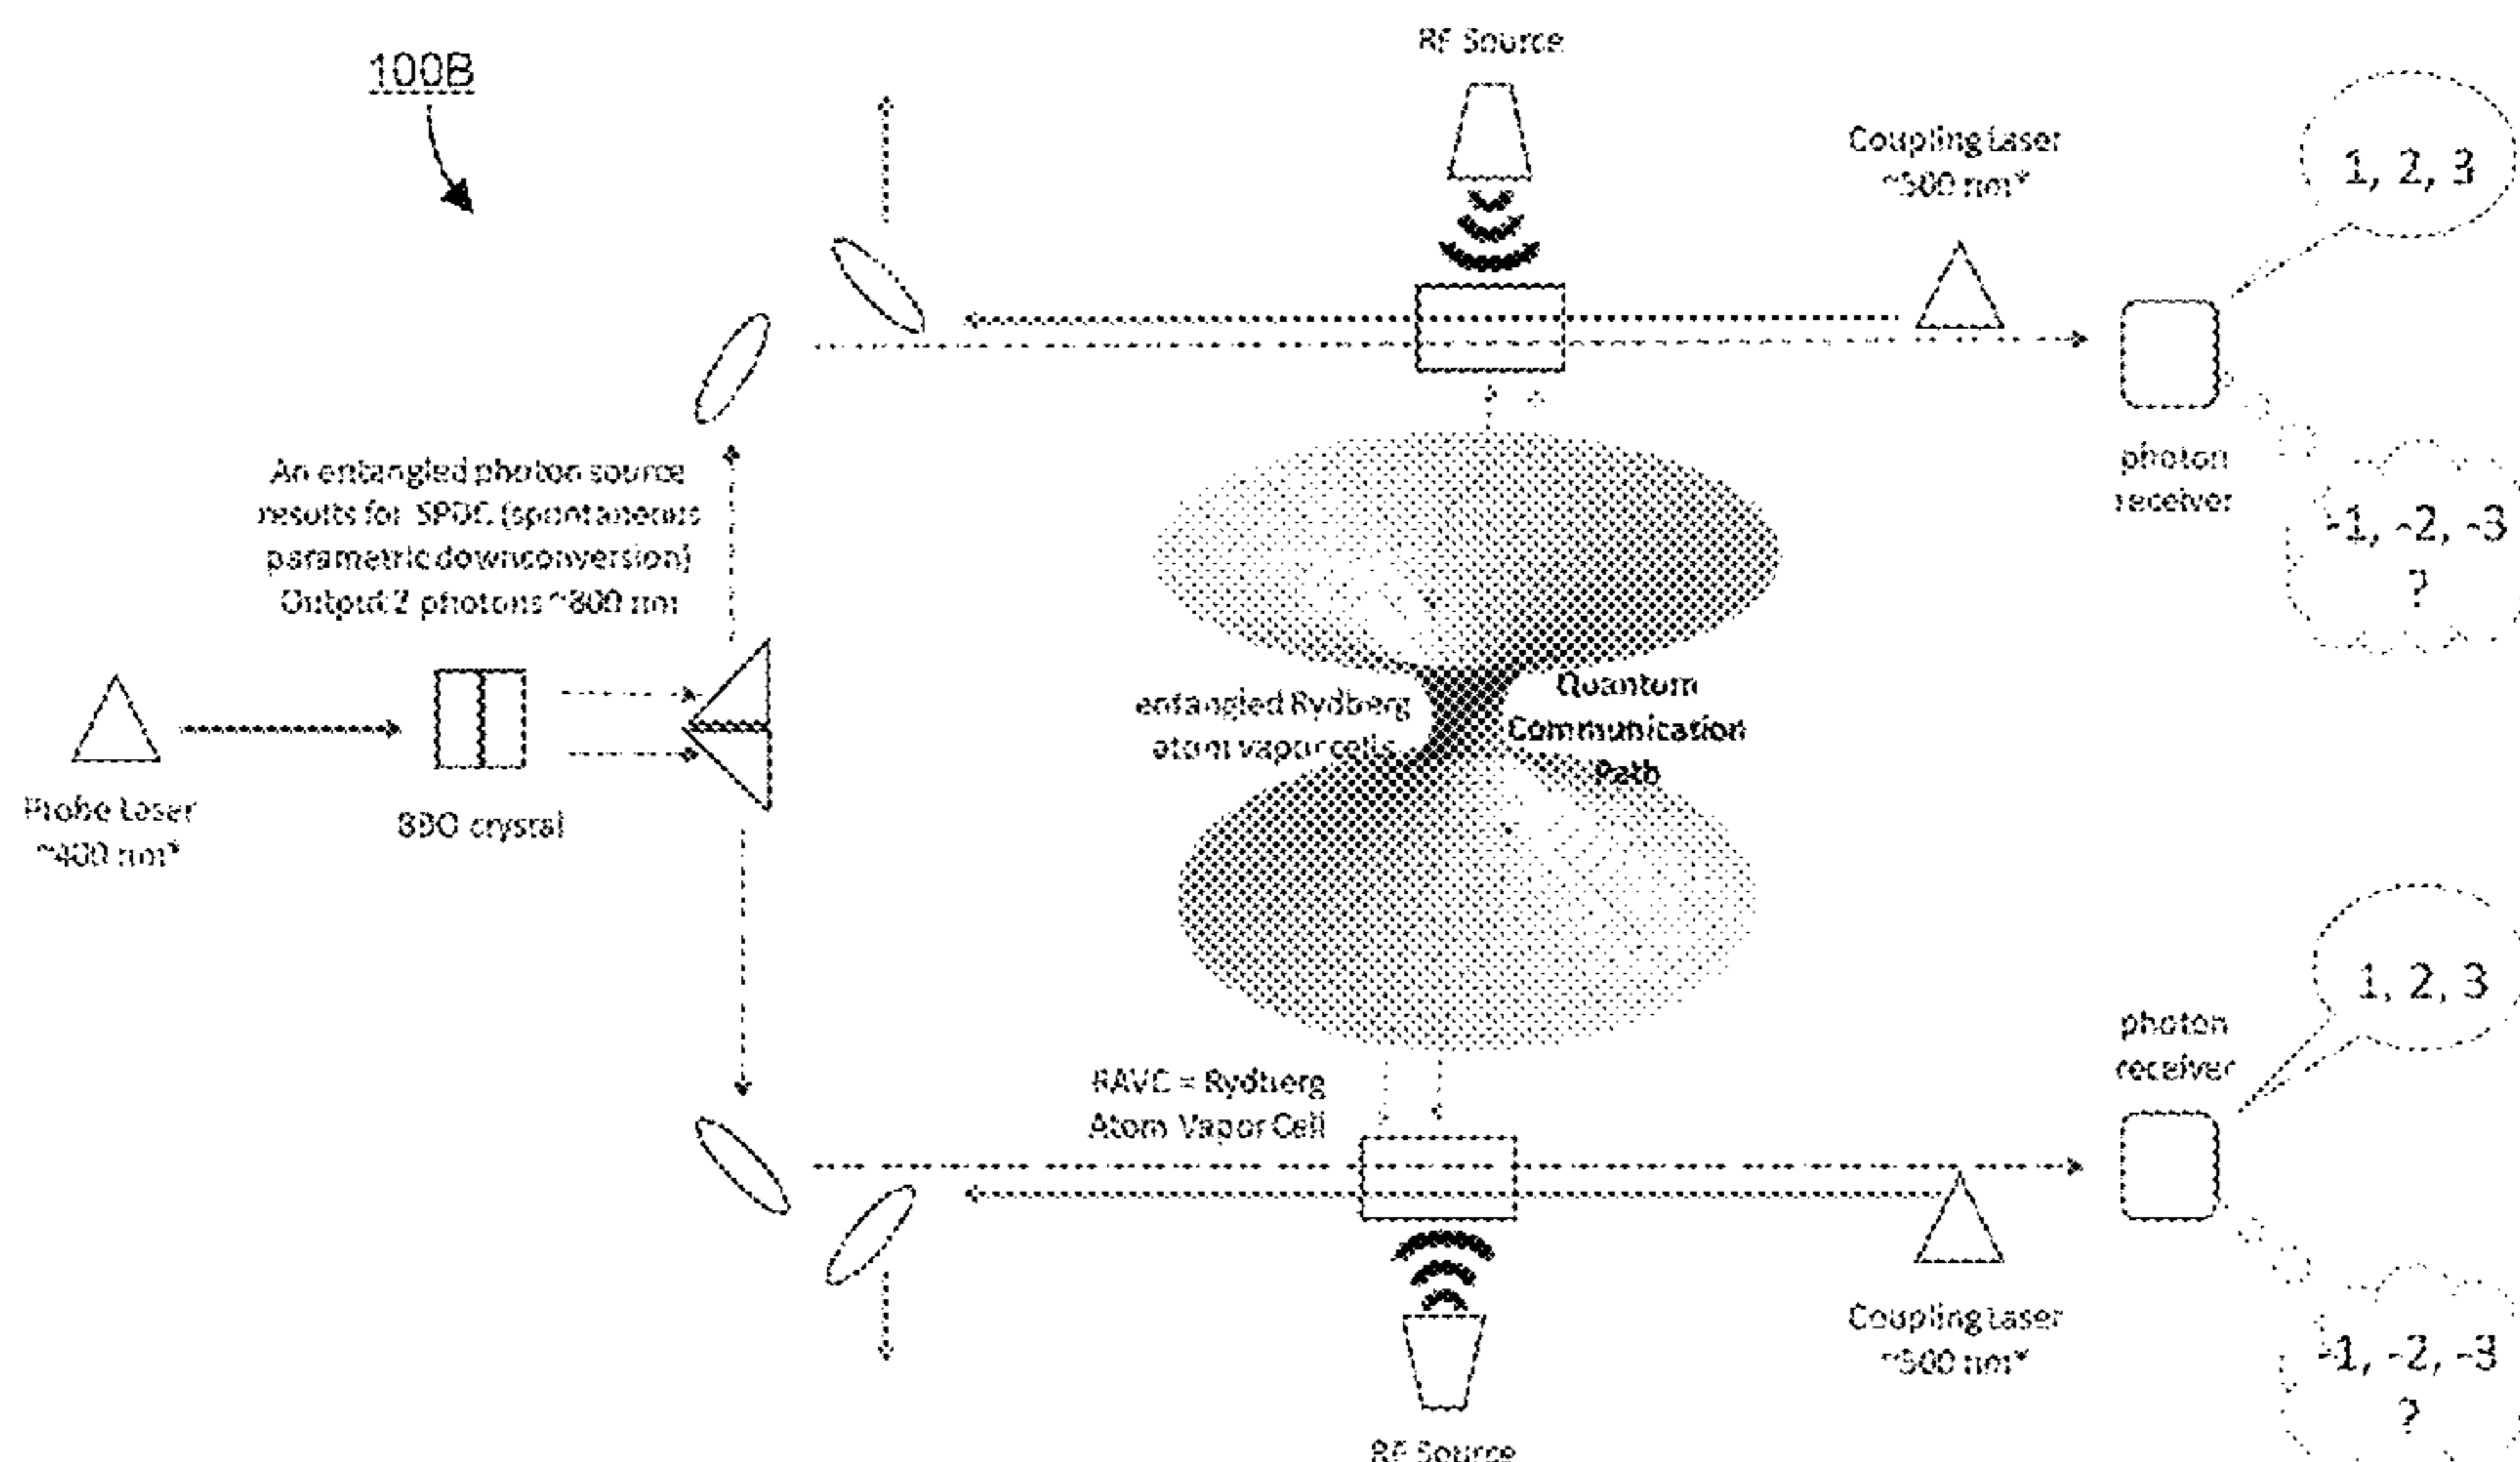 100B
RF Source
Coupling Laser
~500 nm*
1, 2, 3
photon
receiver
-1, -2, -3
?
An entangled photon source
results for SPDC (spontaneous
parametric downconversion)
Output 2 photons ~800 nm
Probe Laser
~400 nm*
BBO crystal
entangled Rydberg
atom vapor cells
Quantum
Communication
Path
RAVC = Rydberg
Atom Vapor Cell
photon
receiver
1, 2, 3
Coupling Laser
~500 nm*
-1, -2, -3
?
RF Source